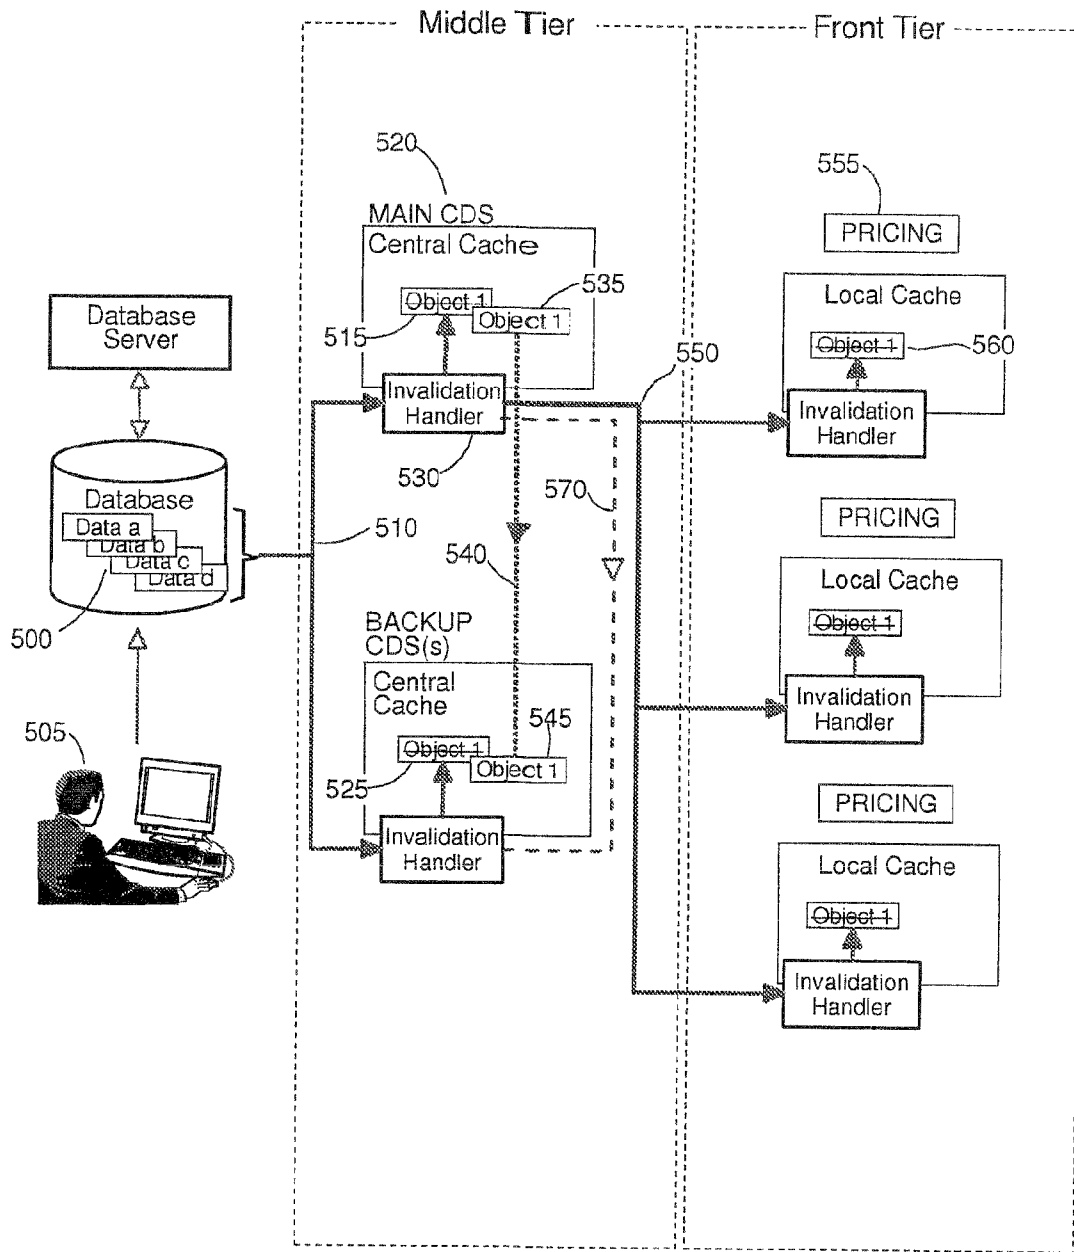 Middle Tier
Front Tier
520
MAIN CDS
Central Cache
Object 1
535
Object 1
515
Invalidation
Handler
530
550
570
510
540
BACKUP
CDS(s)
Central
Cache
545
Object 1
Object 1
525
Invalidation
Handler
Database
Server
Database
Data a
Data b
Data c
Data d
500
505
555
PRICING
Local Cache
Object 1
560
Invalidation
Handler
PRICING
Local Cache
Object 1
Invalidation
Handler
PRICING
Local Cache
Object 1
Invalidation
Handler